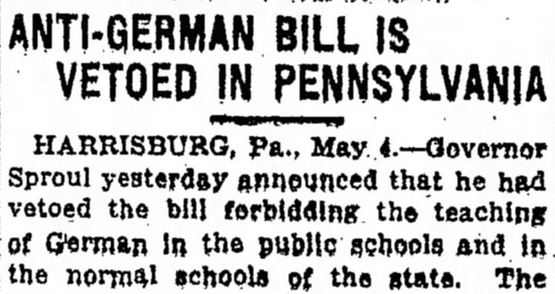 ANTI-GERMAN BILL IS
VETOED IN PENNSYLVANIA
HARRISBURG, Pa., May 4.—Governor
Sproul yesterday announced that he had
vetoed the bill forbidding the teaching
of German in the public schools and in
the normal schools of the state. The